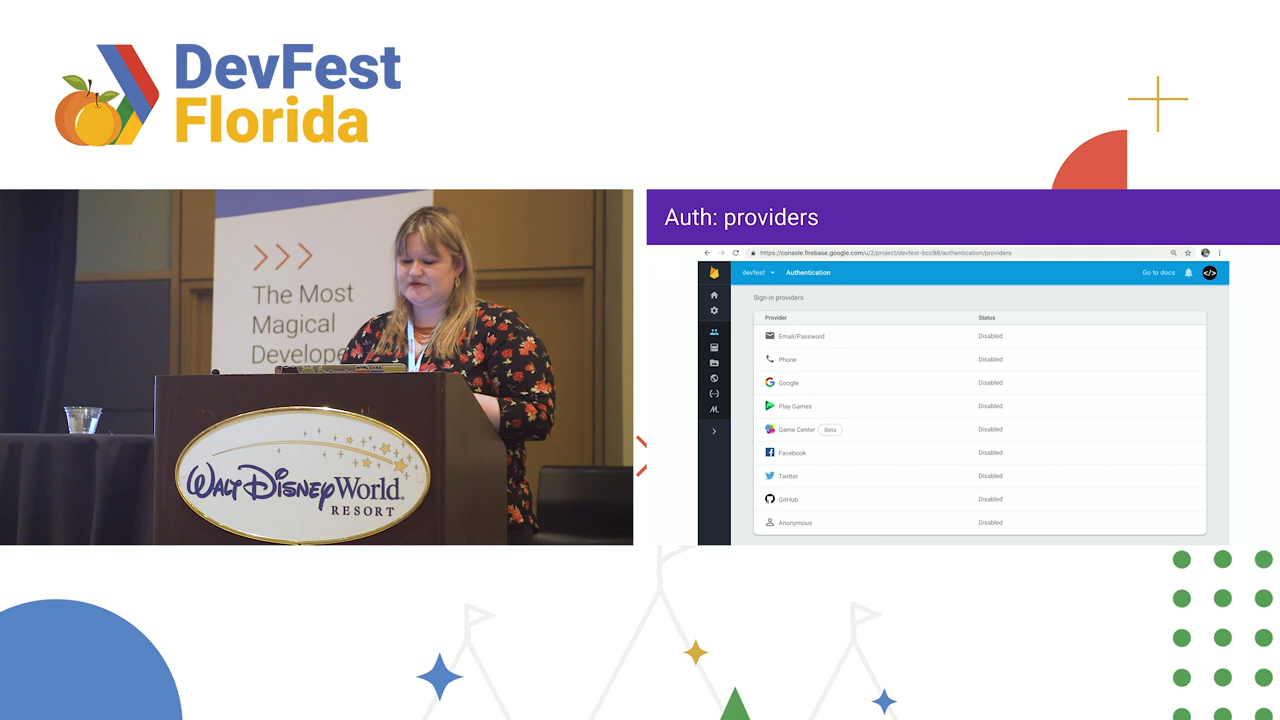 DevFest
Florida
The Most
Magical
Develope
WALT DISNEY World
RESORT
Auth: providers
https://console.firebase.google.com/u/2/project/devfest-bcc98/authentication/providers
devfest Authentication Go to docs </>
Sign-in providers
Provider Status
Email/Password Disabled
Phone Disabled
Google Disabled
Play Games Disabled
Game Center Beta Disabled
Facebook Disabled
Twitter Disabled
GitHub Disabled
Anonymous Disabled